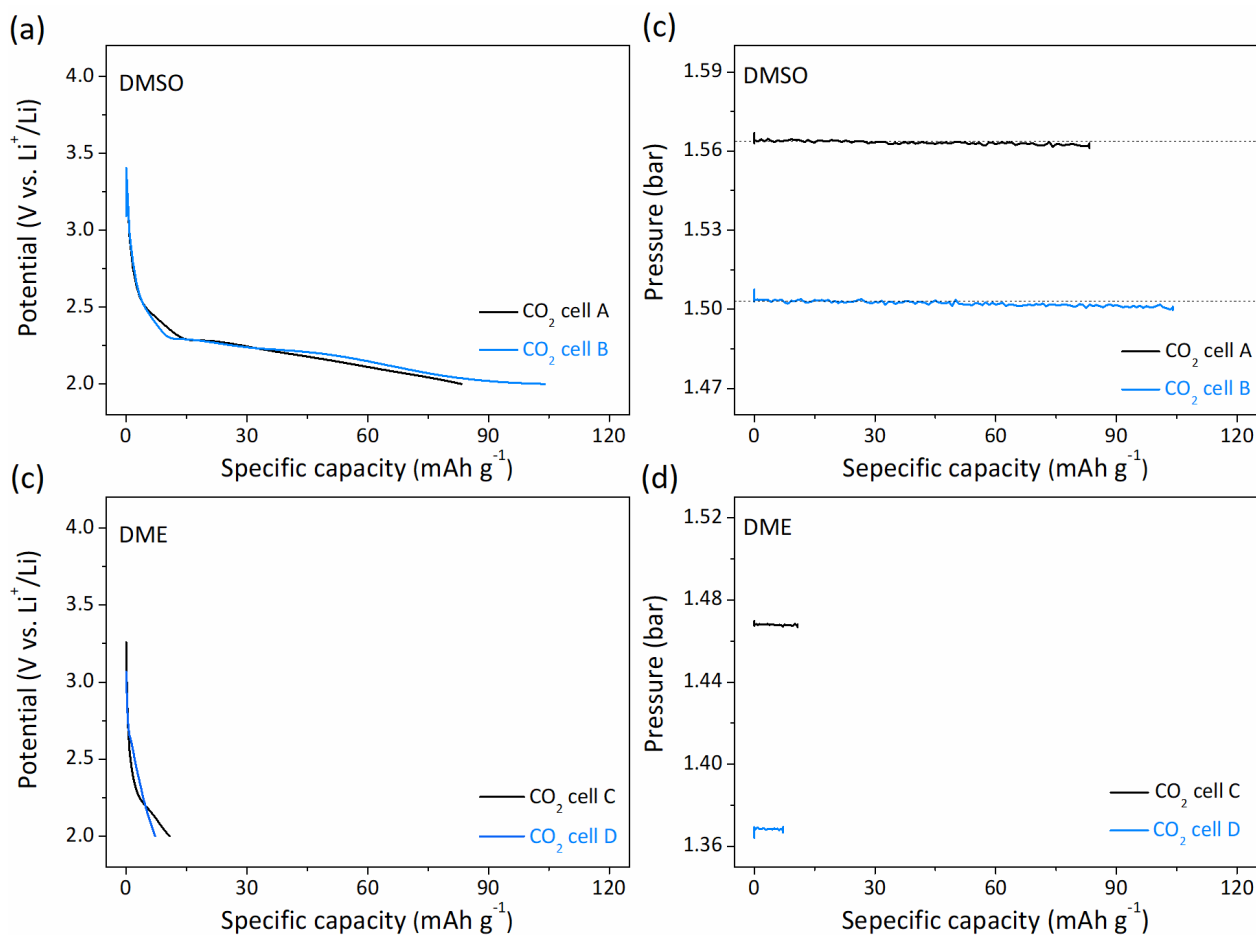 (a)
DMSO
4.0
3.5
3.0
2.5
2.0
Potential (V vs. Li⁺/Li)
CO₂ cell A
CO₂ cell B
0 30 60 90 120
Specific capacity (mAh g⁻¹)
(c)
DMSO
1.59
1.56
1.53
1.50
1.47
Pressure (bar)
CO₂ cell A
CO₂ cell B
0 30 60 90 120
Sepecific capacity (mAh g⁻¹)
(c)
DME
4.0
3.5
3.0
2.5
2.0
Potential (V vs. Li⁺/Li)
CO₂ cell C
CO₂ cell D
0 30 60 90 120
Specific capacity (mAh g⁻¹)
(d)
DME
1.52
1.48
1.44
1.40
1.36
Pressure (bar)
CO₂ cell C
CO₂ cell D
0 30 60 90 120
Sepecific capacity (mAh g⁻¹)